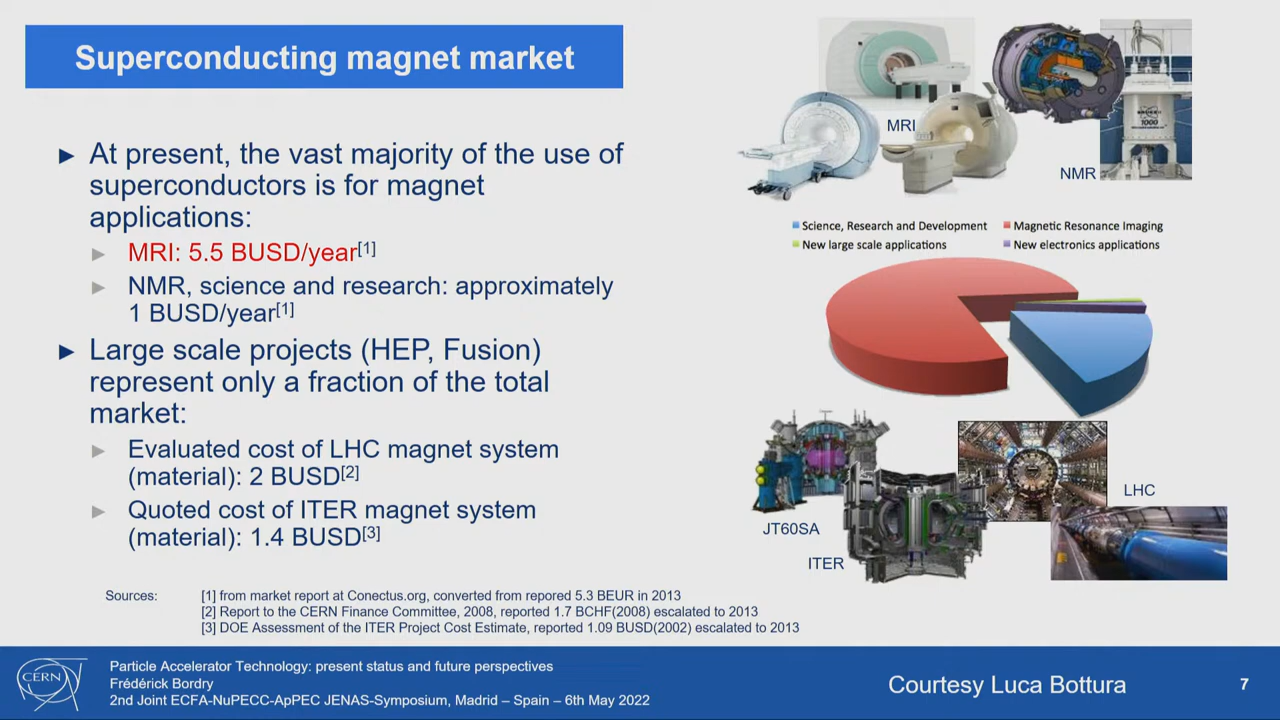 Superconducting magnet market
► At present, the vast majority of the use of
superconductors is for magnet
applications:
► MRI: 5.5 BUSD/year[1]
► NMR, science and research: approximately
1 BUSD/year[1]
► Large scale projects (HEP, Fusion)
represent only a fraction of the total
market:
► Evaluated cost of LHC magnet system
(material): 2 BUSD[2]
► Quoted cost of ITER magnet system
(material): 1.4 BUSD[3]
MRI
NMR
BRUKER
1000
Science, Research and Development
Magnetic Resonance Imaging
New large scale applications
New electronics applications
JT60SA
ITER
LHC
Sources: [1] from market report at Conectus.org, converted from repored 5.3 BEUR in 2013
[2] Report to the CERN Finance Committee, 2008, reported 1.7 BCHF(2008) escalated to 2013
[3] DOE Assessment of the ITER Project Cost Estimate, reported 1.09 BUSD(2002) escalated to 2013
CERN
Particle Accelerator Technology: present status and future perspectives
Frédérick Bordry
2nd Joint ECFA-NuPECC-ApPEC JENAS-Symposium, Madrid – Spain – 6th May 2022
Courtesy Luca Bottura
7